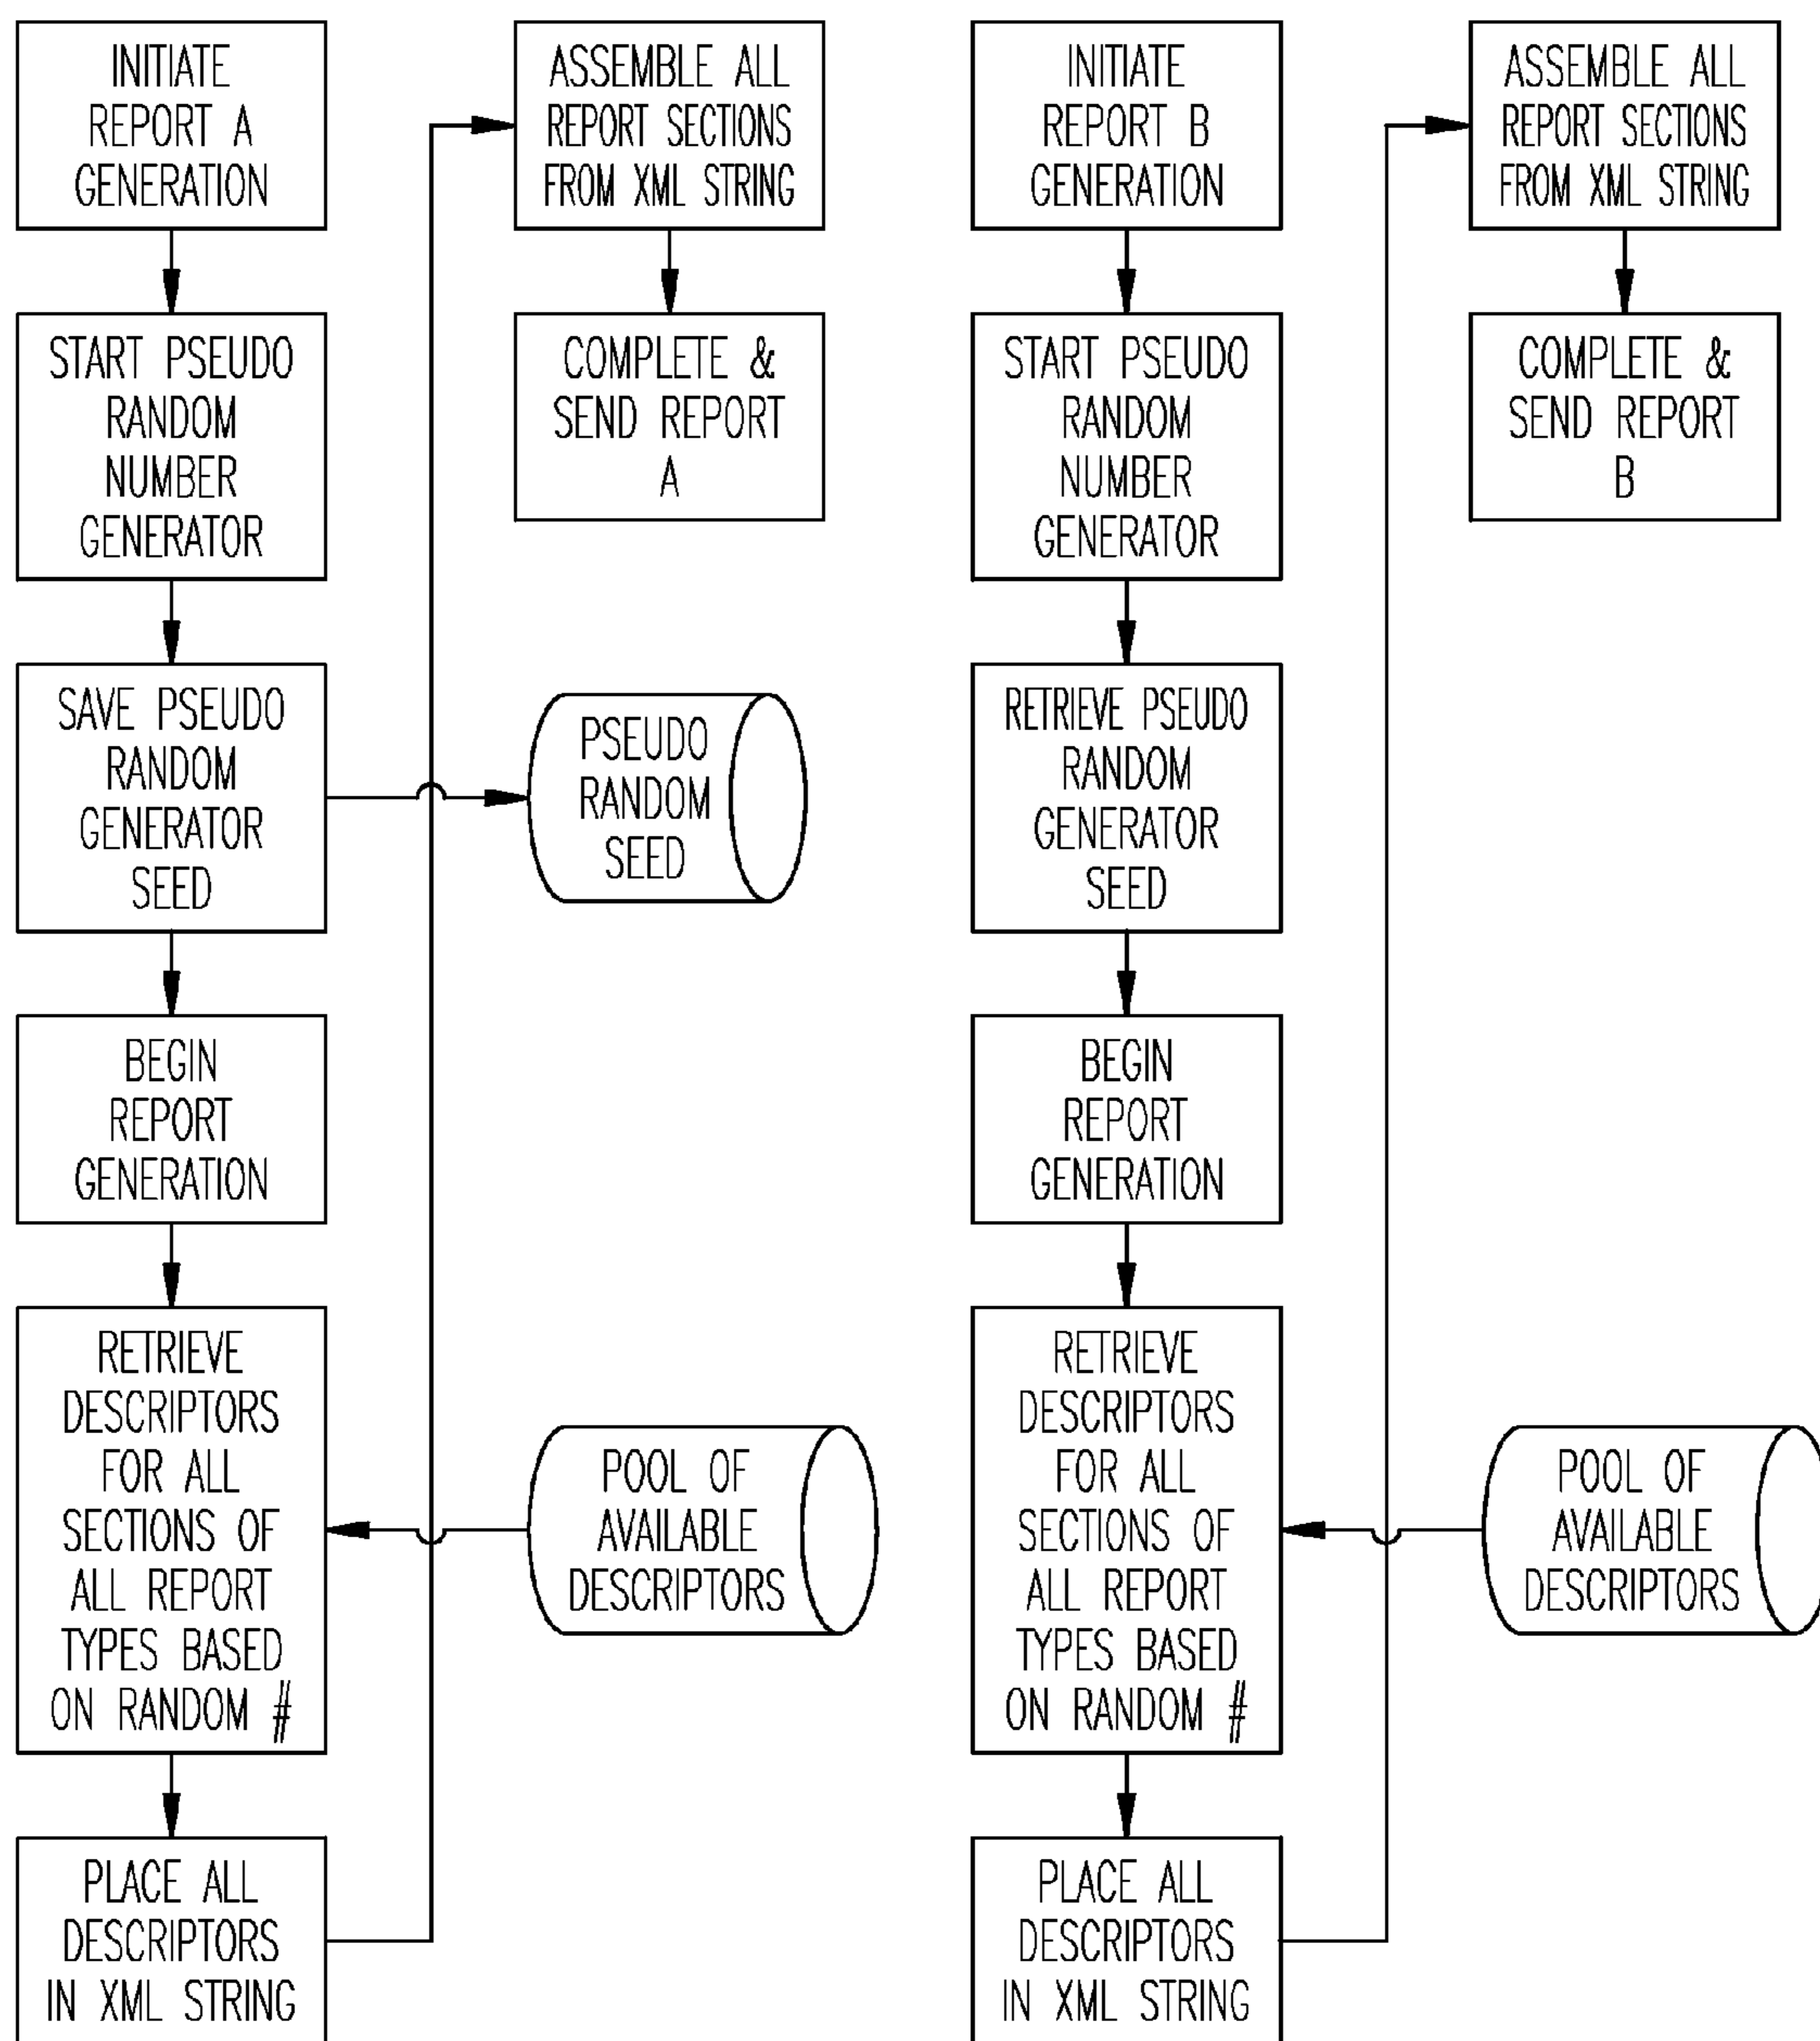 INITIATE
REPORT A
GENERATION
START PSEUDO
RANDOM
NUMBER
GENERATOR
SAVE PSEUDO
RANDOM
GENERATOR
SEED
PSEUDO
RANDOM
SEED
BEGIN
REPORT
GENERATION
RETRIEVE
DESCRIPTORS
FOR ALL
SECTIONS OF
ALL REPORT
TYPES BASED
ON RANDOM #
POOL OF
AVAILABLE
DESCRIPTORS
PLACE ALL
DESCRIPTORS
IN XML STRING
ASSEMBLE ALL
REPORT SECTIONS
FROM XML STRING
COMPLETE &
SEND REPORT
A
INITIATE
REPORT B
GENERATION
START PSEUDO
RANDOM
NUMBER
GENERATOR
RETRIEVE PSEUDO
RANDOM
GENERATOR
SEED
BEGIN
REPORT
GENERATION
RETRIEVE
DESCRIPTORS
FOR ALL
SECTIONS OF
ALL REPORT
TYPES BASED
ON RANDOM #
POOL OF
AVAILABLE
DESCRIPTORS
PLACE ALL
DESCRIPTORS
IN XML STRING
ASSEMBLE ALL
REPORT SECTIONS
FROM XML STRING
COMPLETE &
SEND REPORT
B